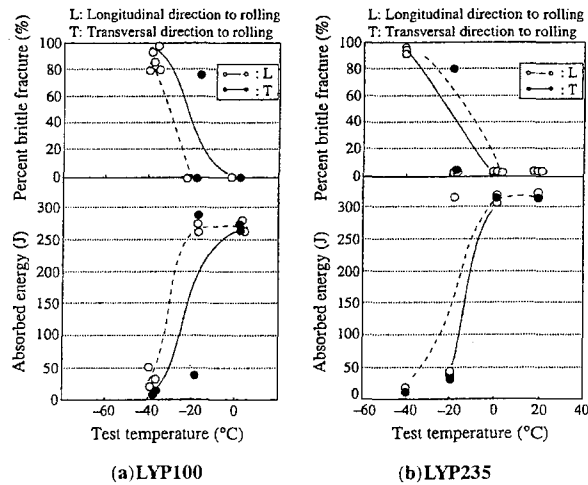 L: Longitudinal direction to rolling
T: Transversal direction to rolling
L: Longitudinal direction to rolling
T: Transversal direction to rolling
Percent brittle fracture (%)
100
80
60
40
20
0
: L
: T
Absorbed energy (J)
300
250
200
150
100
50
0
−60 −40 −20 0
Test temperature (°C)
(a)LYP100
Percent brittle fracture (%)
100
80
60
40
20
0
: L
: T
Absorbed energy (J)
300
250
200
150
100
50
0
−60 −40 −20 0 20 40
Test temperature (°C)
(b)LYP235